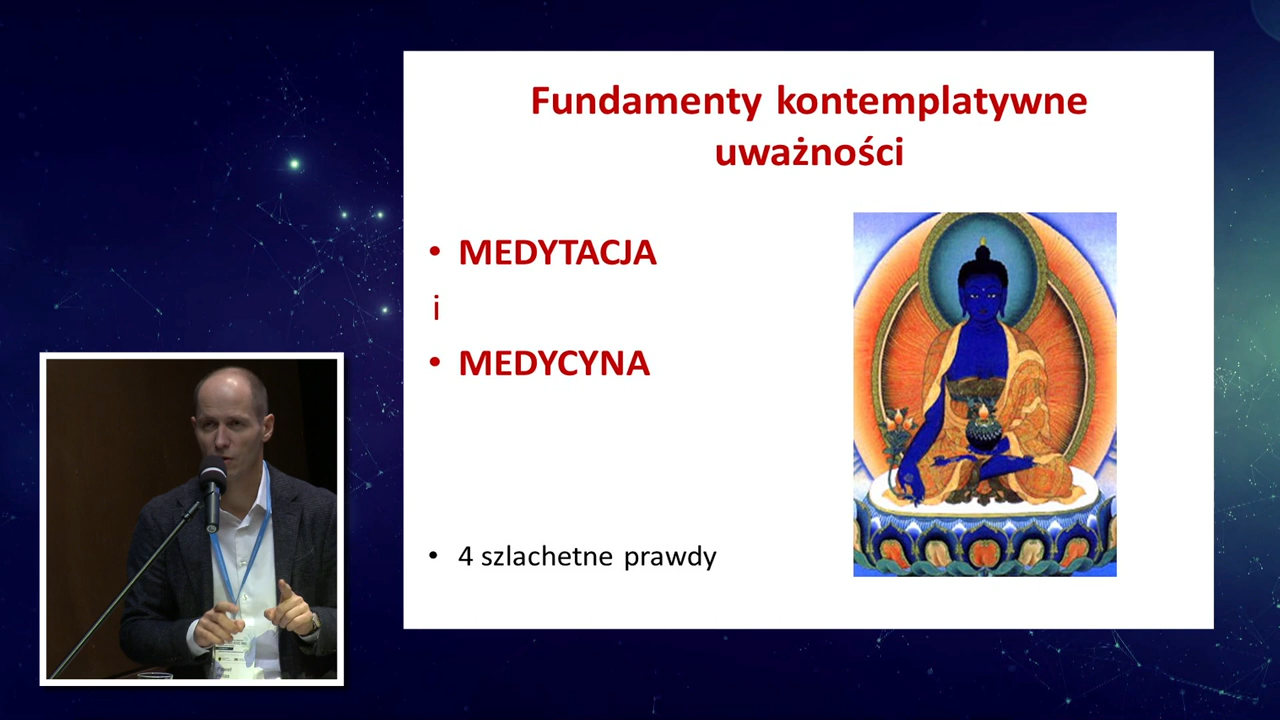 Fundamenty kontemplatywne
uważności
• MEDYTACJA
i
• MEDYCYNA
• 4 szlachetne prawdy